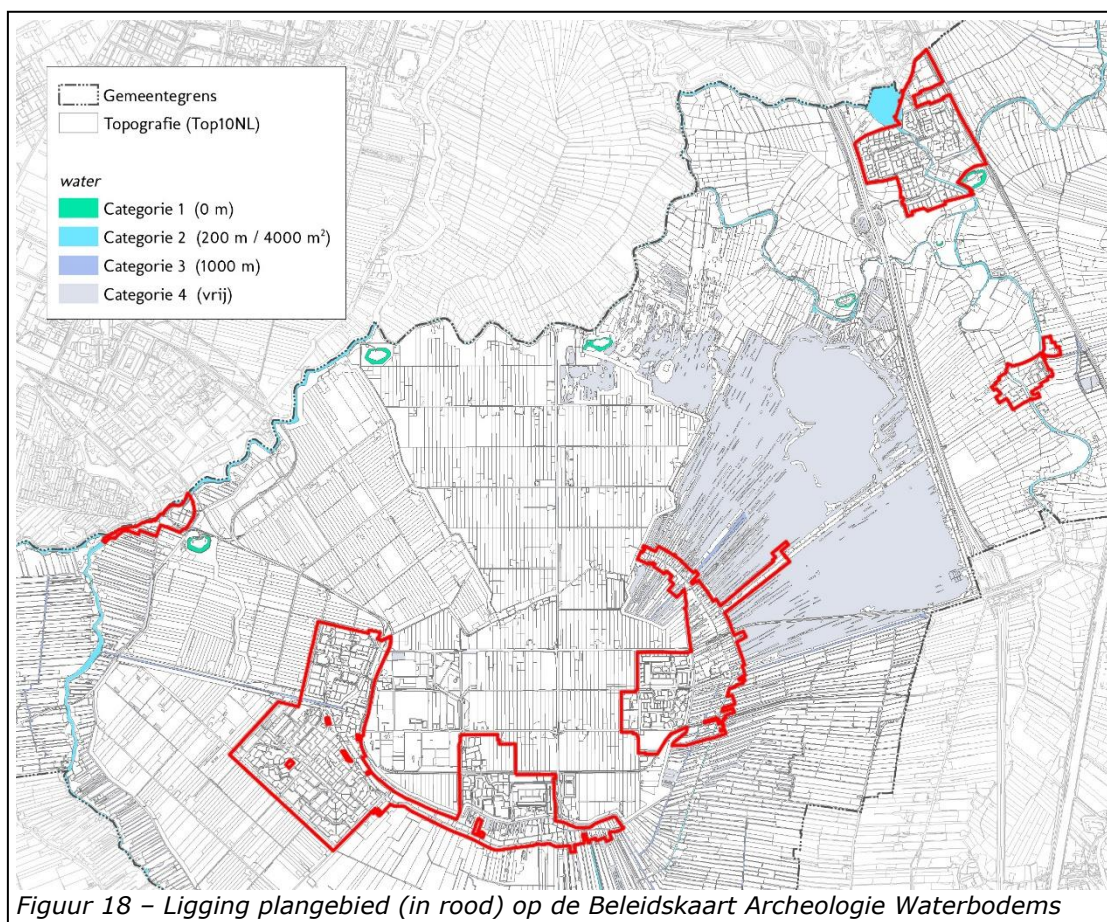 Gemeentegrens
Topografie (Top10NL)
water
Categorie 1 (0 m)
Categorie 2 (200 m / 4000 m²)
Categorie 3 (1000 m)
Categorie 4 (vrij)
Figuur 18 – Ligging plangebied (in rood) op de Beleidskaart Archeologie Waterbodems